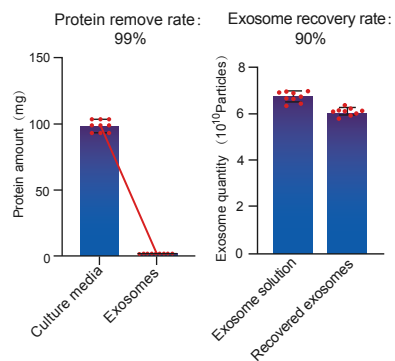 Protein remove rate:
99%
Protein amount (mg)
150
100
50
0
Culture media
Exosomes
Exosome recovery rate:
90%
Exosome quantity (10¹⁰Particles)
8
6
4
2
0
Exosome solution
Recovered exosomes